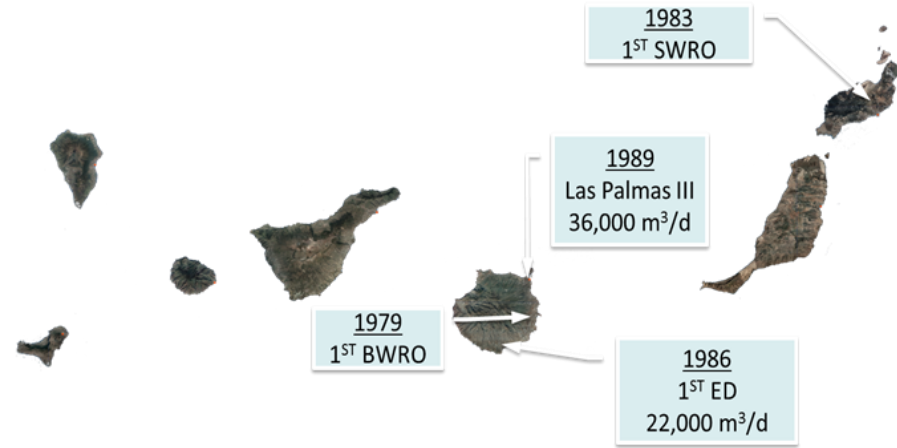 1983
1ST SWRO
1989
Las Palmas III
36,000 m³/d
1979
1ST BWRO
1986
1ST ED
22,000 m³/d